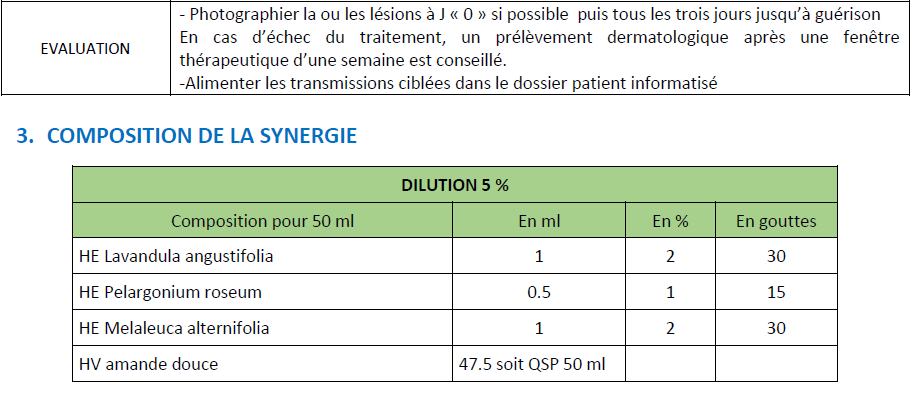 EVALUATION
- Photographier la ou les lésions à J « 0 » si possible puis tous les trois jours jusqu’à guérison
En cas d’échec du traitement, un prélèvement dermatologique après une fenêtre
thérapeutique d’une semaine est conseillé.
-Alimenter les transmissions ciblées dans le dossier patient informatisé
3. COMPOSITION DE LA SYNERGIE
DILUTION 5 %
Composition pour 50 ml En ml En % En gouttes
HE Lavandula angustifolia 1 2 30
HE Pelargonium roseum 0.5 1 15
HE Melaleuca alternifolia 1 2 30
HV amande douce 47.5 soit QSP 50 ml